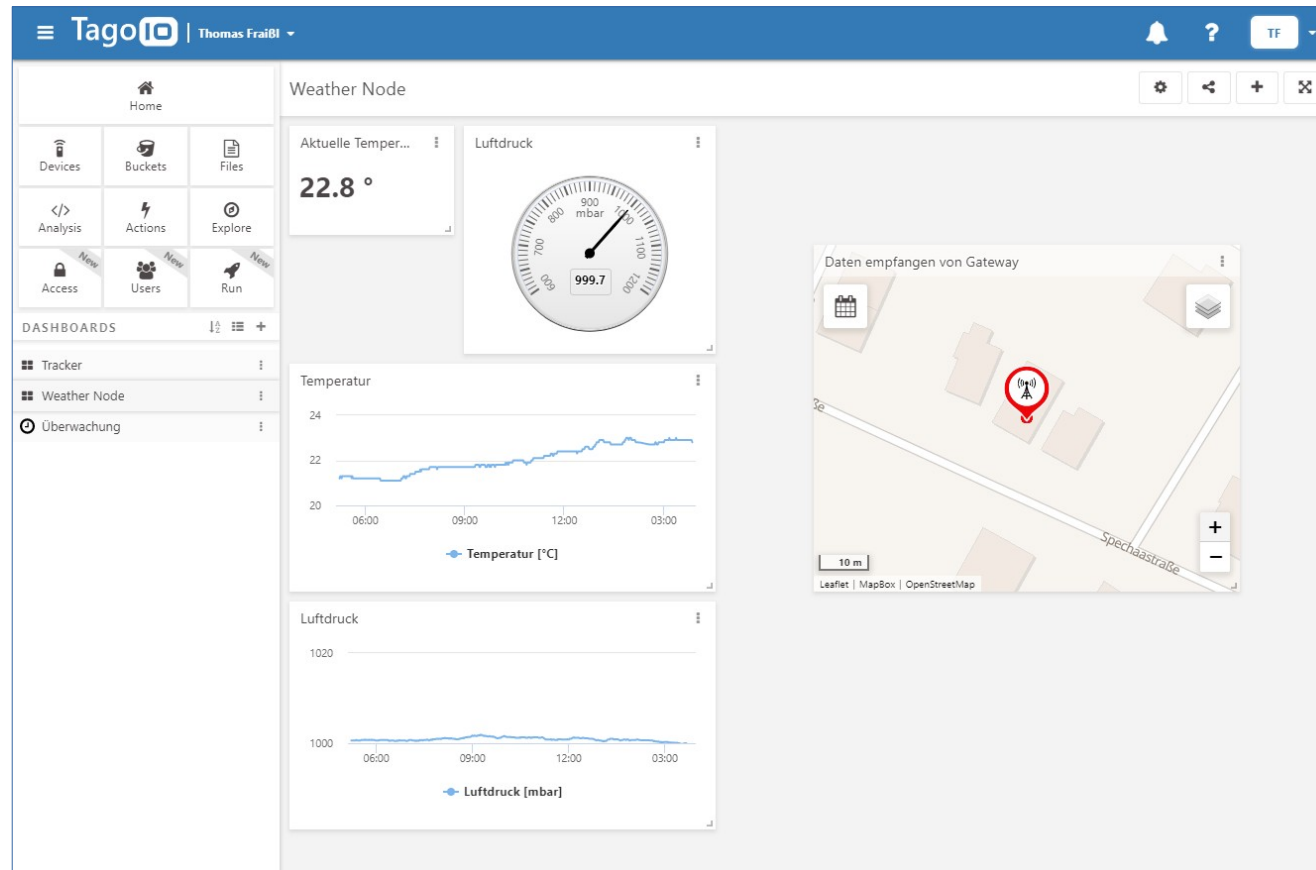 Tago IO | Thomas Fraißl
?
TF
Home
Devices
Buckets
Files
Analysis
Actions
Explore
New
Access
New
Users
New
Run
DASHBOARDS
Tracker
Weather Node
Überwachung
Weather Node
Aktuelle Temper...
22.8 °
Luftdruck
600
700
800
900
1000
1100
1200
mbar
999.7
Temperatur
24
22
20
06:00 09:00 12:00 03:00
Temperatur [°C]
Luftdruck
1020
1000
06:00 09:00 12:00 03:00
Luftdruck [mbar]
Daten empfangen von Gateway
ße
Spechaastraße
+
−
10 m
Leaflet | MapBox | OpenStreetMap